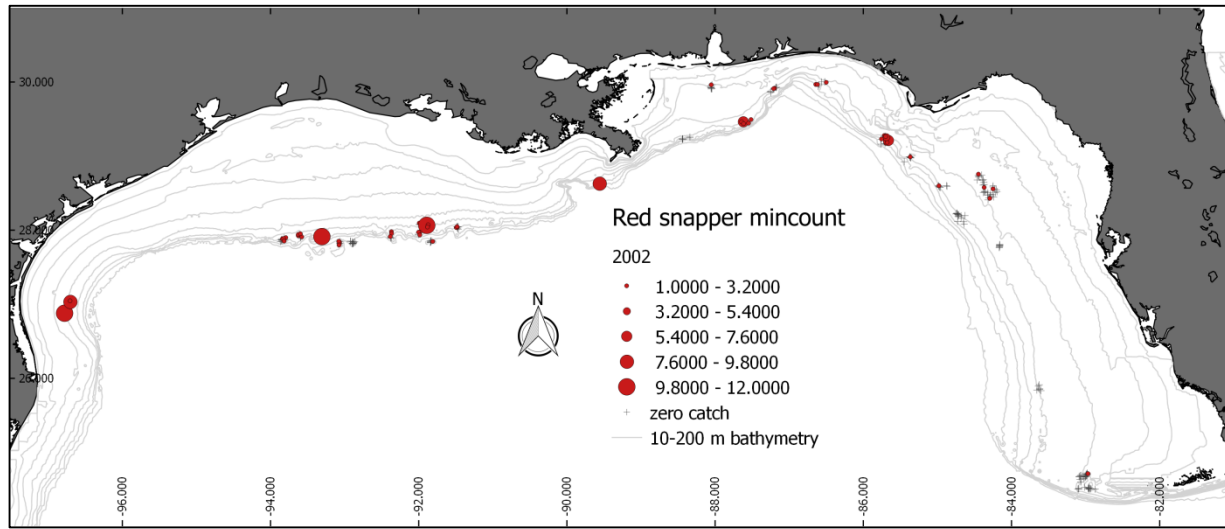 30.000
28.000
26.000
Red snapper mincount
2002
1.0000 - 3.2000
3.2000 - 5.4000
5.4000 - 7.6000
7.6000 - 9.8000
9.8000 - 12.0000
zero catch
10-200 m bathymetry
N
-96.000
-94.000
-92.000
-90.000
-88.000
-86.000
-84.000
-82.000